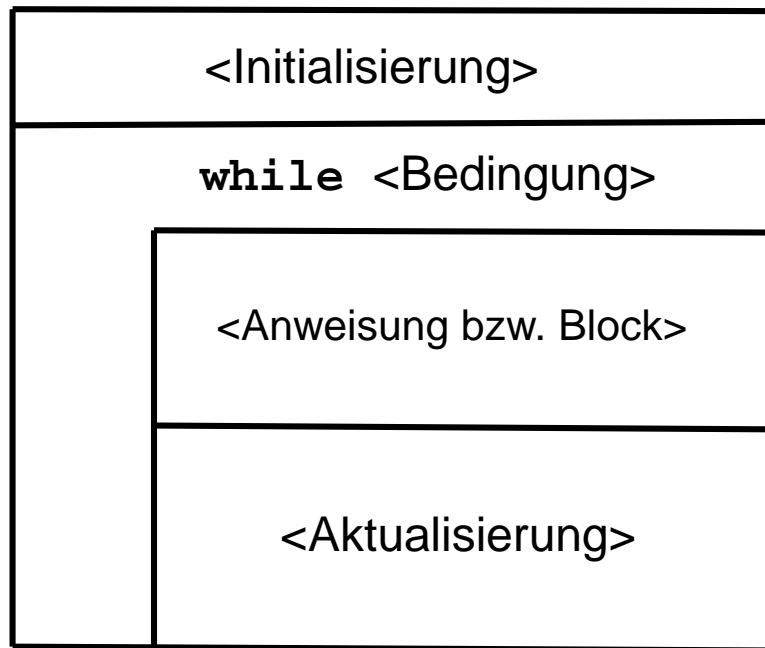 <Initialisierung>
while <Bedingung>
<Anweisung bzw. Block>
<Aktualisierung>